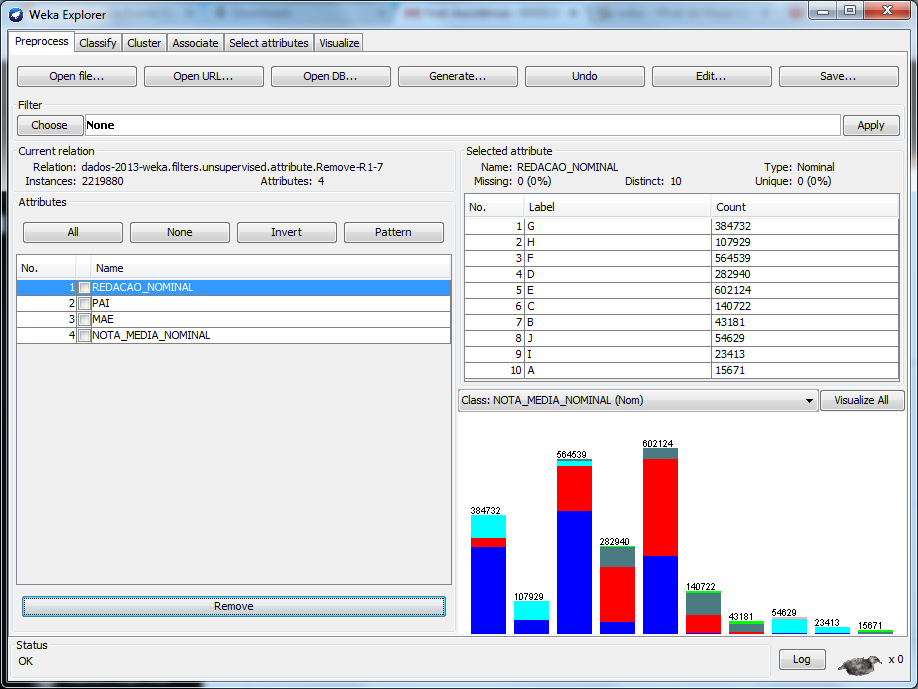 Weka Explorer
Preprocess Classify Cluster Associate Select attributes Visualize
Open file... Open URL... Open DB... Generate... Undo Edit... Save...
Filter
Choose None Apply
Current relation
Relation: dados-2013-weka.filters.unsupervised.attribute.Remove-R1-7
Instances: 2219880 Attributes: 4
Attributes
All None Invert Pattern
No. Name
1 REDACAO_NOMINAL
2 PAI
3 MAE
4 NOTA_MEDIA_NOMINAL
Remove
Selected attribute
Name: REDACAO_NOMINAL Type: Nominal
Missing: 0 (0%) Distinct: 10 Unique: 0 (0%)
No. Label Count
1 G 384732
2 H 107929
3 F 564539
4 D 282940
5 E 602124
6 C 140722
7 B 43181
8 J 54629
9 I 23413
10 A 15671
Class: NOTA_MEDIA_NOMINAL (Nom) Visualize All
384732 107929 564539 282940 602124 140722 43181 54629 23413 15671
Status
OK Log x 0